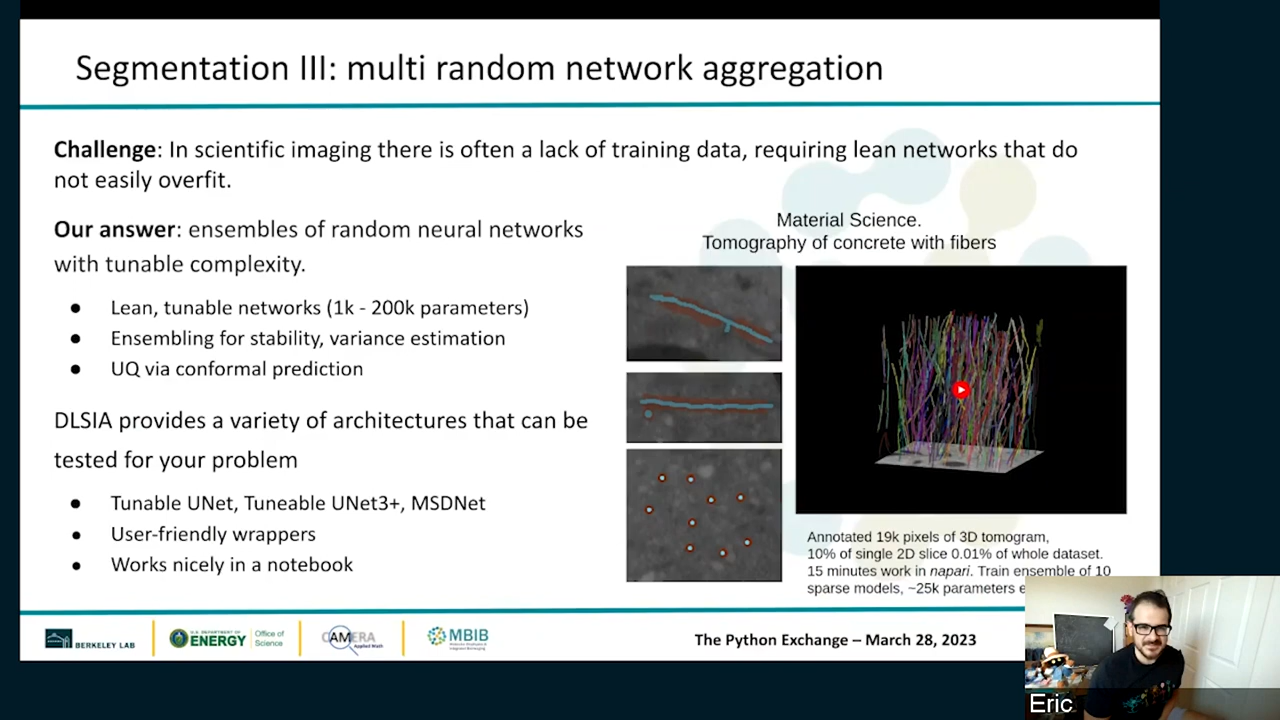 Segmentation III: multi random network aggregation
Challenge: In scientific imaging there is often a lack of training data, requiring lean networks that do
not easily overfit.
Our answer: ensembles of random neural networks
with tunable complexity.
● Lean, tunable networks (1k - 200k parameters)
● Ensembling for stability, variance estimation
● UQ via conformal prediction
DLSIA provides a variety of architectures that can be
tested for your problem
● Tunable UNet, Tuneable UNet3+, MSDNet
● User-friendly wrappers
● Works nicely in a notebook
Material Science.
Tomography of concrete with fibers
Annotated 19k pixels of 3D tomogram,
10% of single 2D slice 0.01% of whole dataset.
15 minutes work in napari. Train ensemble of 10
sparse models, ~25k parameters e
BERKELEY LAB
U.S. DEPARTMENT OF
ENERGY
Office of
Science
CAMERA
Applied Math
MBIB
The Python Exchange – March 28, 2023
Eric